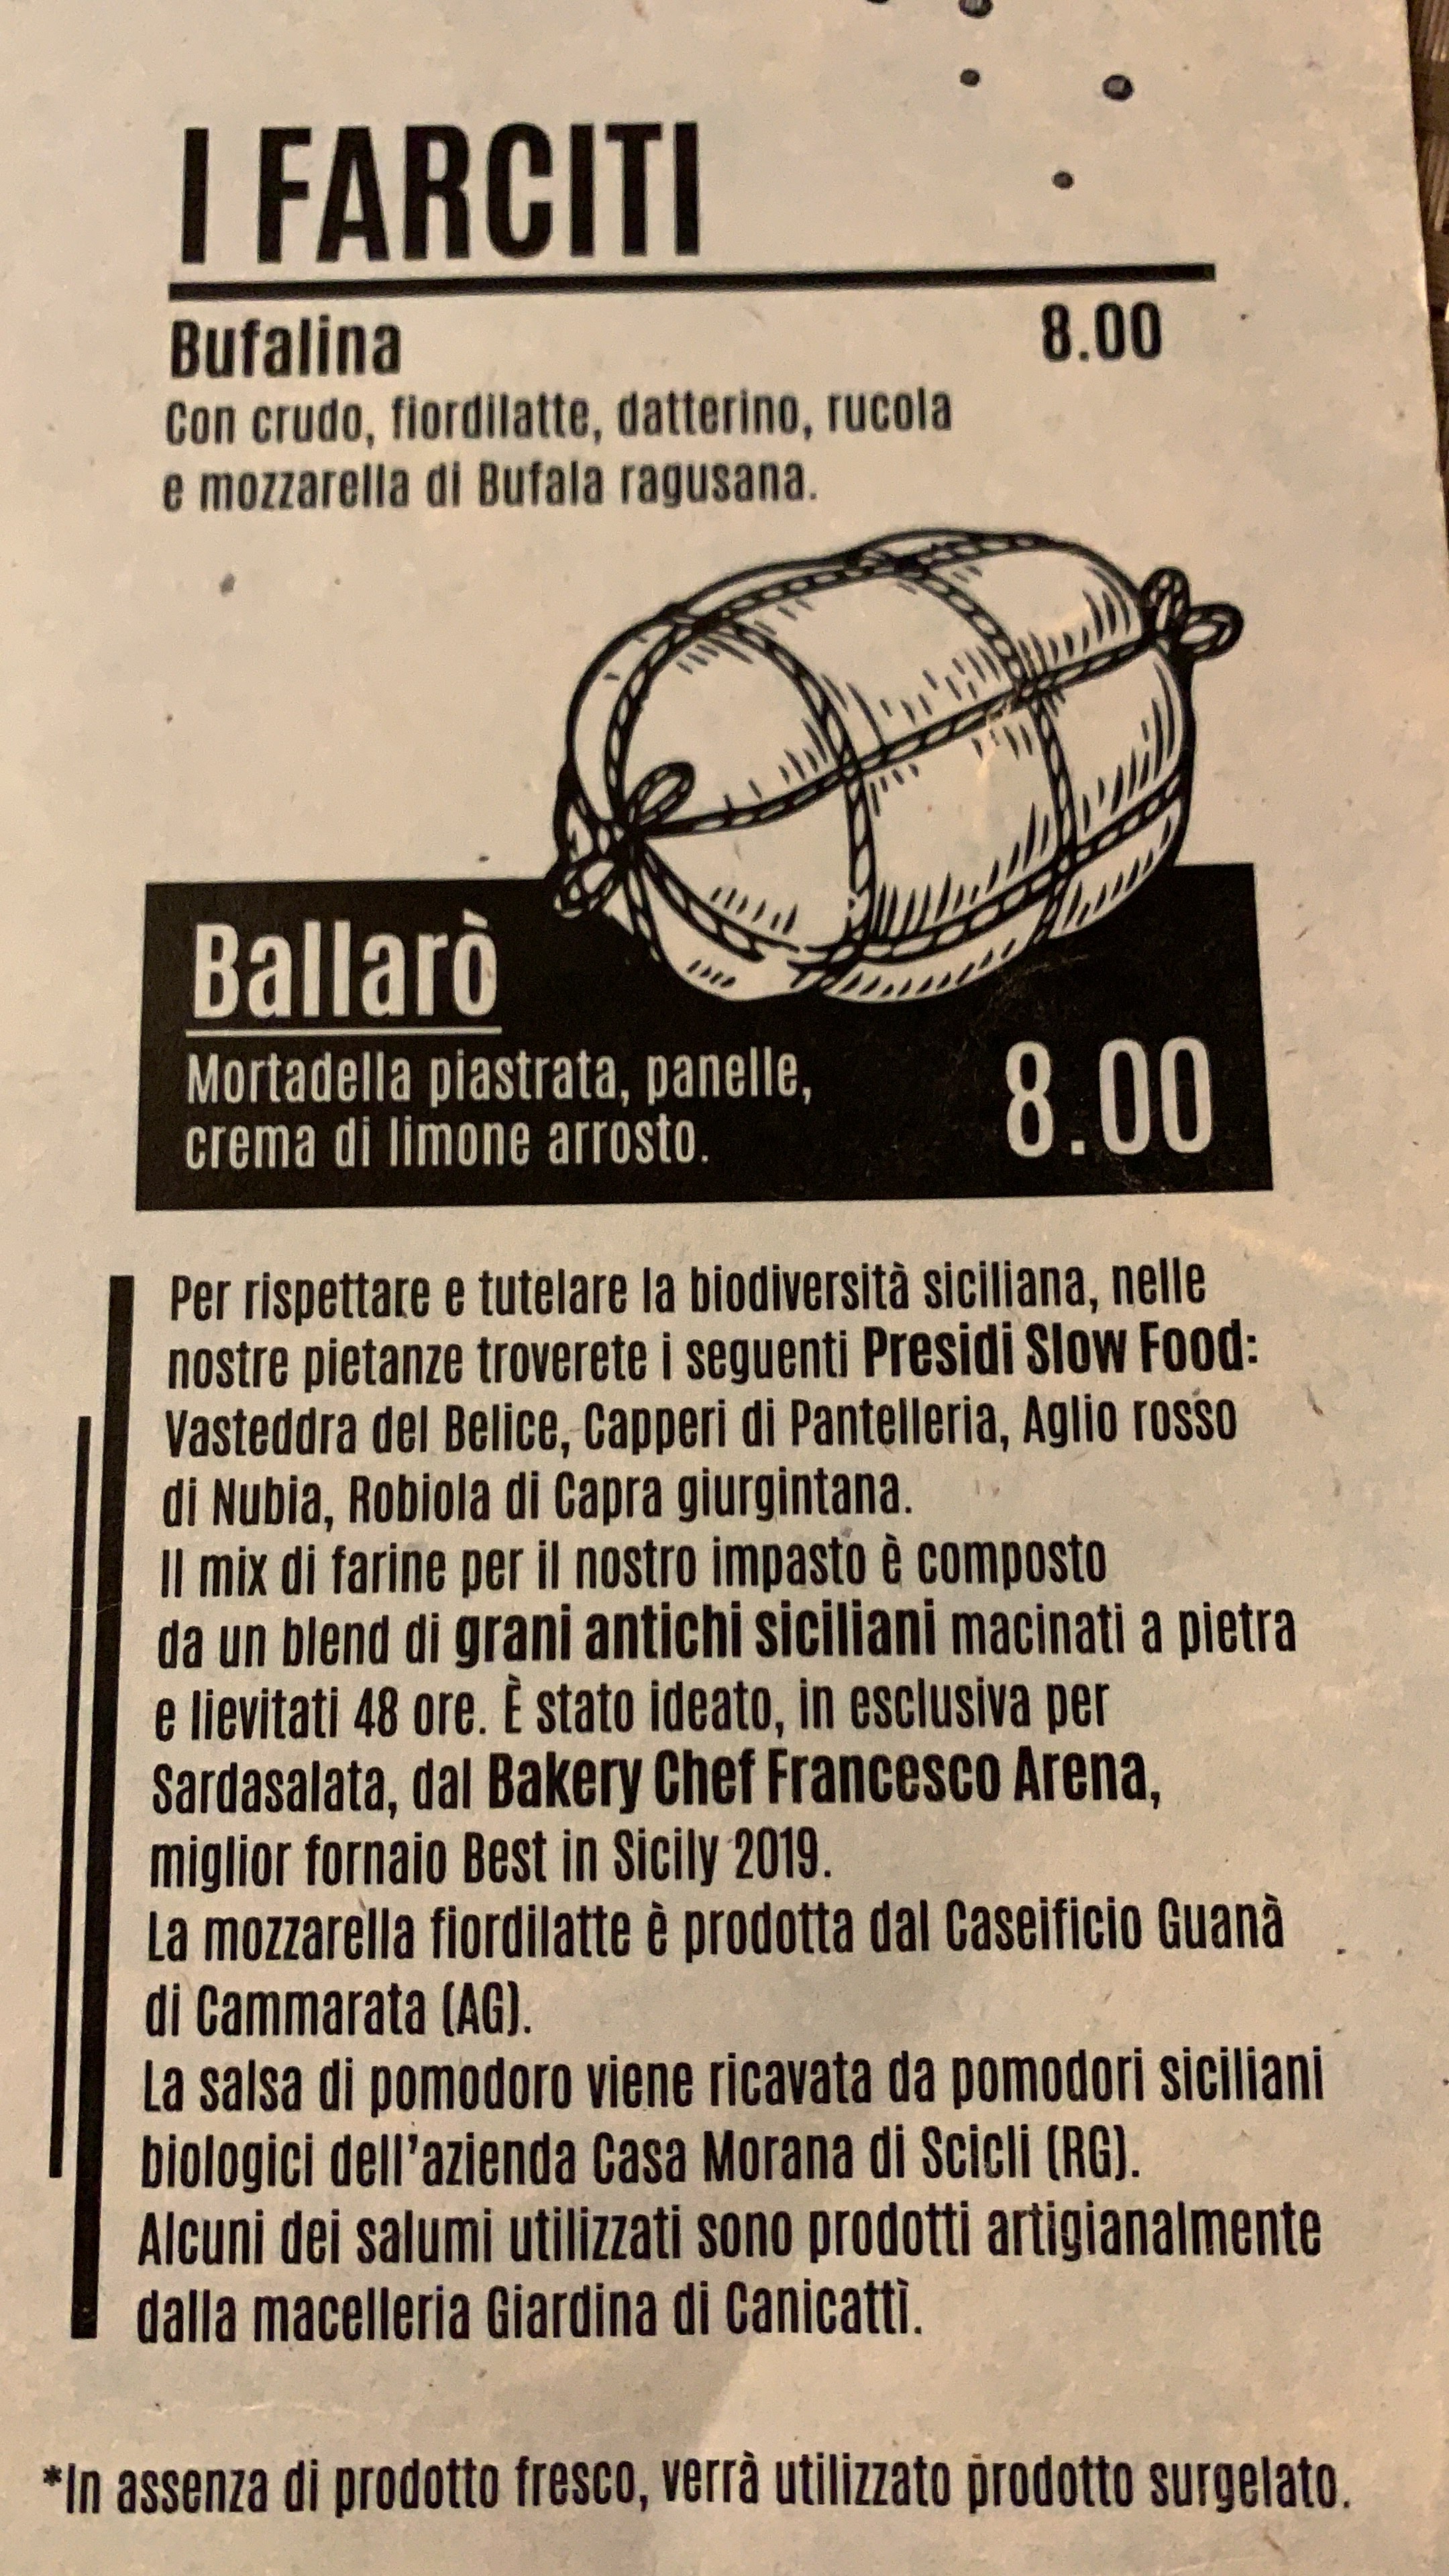 I FARCITI
Bufalina 8.00
Con crudo, fiordilatte, datterino, rucola
e mozzarella di Bufala ragusana.
Ballarò
Mortadella piastrata, panelle,
crema di limone arrosto. 8.00
Per rispettare e tutelare la biodiversità siciliana, nelle
nostre pietanze troverete i seguenti Presidi Slow Food:
Vasteddra del Belice, Capperi di Pantelleria, Aglio rosso
di Nubia, Robiola di Capra giurgintana.
Il mix di farine per il nostro impasto è composto
da un blend di grani antichi siciliani macinati a pietra
e lievitati 48 ore. È stato ideato, in esclusiva per
Sardasalata, dal Bakery Chef Francesco Arena,
miglior fornaio Best in Sicily 2019.
La mozzarella fiordilatte è prodotta dal Caseificio Guanà
di Cammarata (AG).
La salsa di pomodoro viene ricavata da pomodori siciliani
biologici dell'azienda Casa Morana di Scicli (RG).
Alcuni dei salumi utilizzati sono prodotti artigianalmente
dalla macelleria Giardina di Canicattì.
*In assenza di prodotto fresco, verrà utilizzato prodotto surgelato.